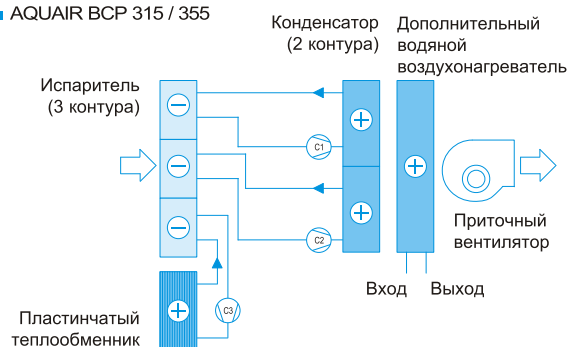 AQUAIR BCP 315 / 355
Конденсатор
(2 контура)
Дополнительный
водяной
воздухонагреватель
Испаритель
(3 контура)
C1
C2
C3
Приточный
вентилятор
Вход
Выход
Пластинчатый
теплообменник